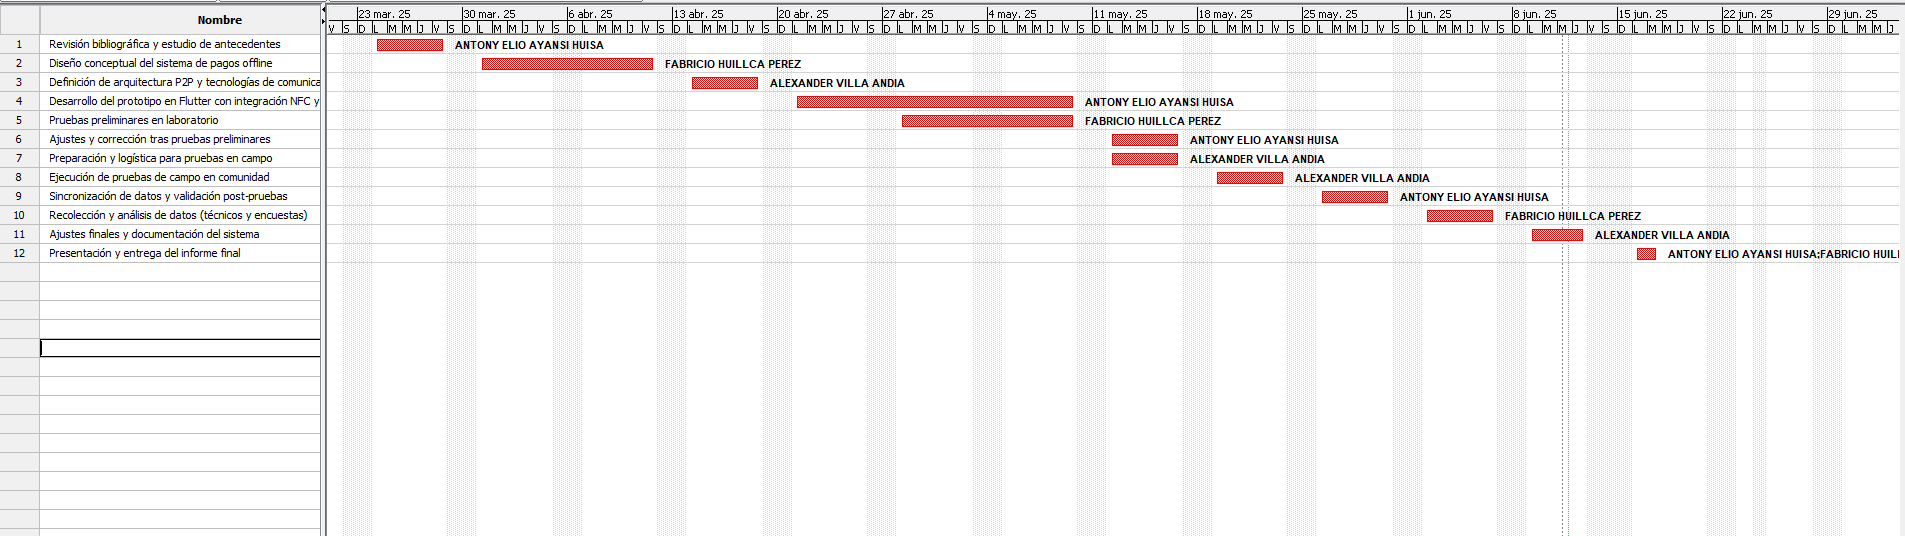 Nombre
23 mar. 25 30 mar. 25 6 abr. 25 13 abr. 25 20 abr. 25 27 abr. 25 4 may. 25 11 may. 25 18 may. 25 25 may. 25 1 jun. 25 8 jun. 25 15 jun. 25 22 jun. 25 29 jun. 25
V S D L M M J V S D L M M J V S D L M M J V S D L M M J V S D L M M J V S D L M M J V S D L M M J V S D L M M J V S D L M M J V S D L M M J V S D L M M J V S D L M M J V S D L M M J V S D L M M J V S D L M M J V S D L M M J
1 Revisión bibliográfica y estudio de antecedentes ANTONY ELIO AYANSI HUISA
2 Diseño conceptual del sistema de pagos offline FABRICIO HUILLCA PEREZ
3 Definición de arquitectura P2P y tecnologías de comunica ALEXANDER VILLA ANDIA
4 Desarrollo del prototipo en Flutter con integración NFC y ANTONY ELIO AYANSI HUISA
5 Pruebas preliminares en laboratorio FABRICIO HUILLCA PEREZ
6 Ajustes y corrección tras pruebas preliminares ANTONY ELIO AYANSI HUISA
7 Preparación y logística para pruebas en campo ALEXANDER VILLA ANDIA
8 Ejecución de pruebas de campo en comunidad ALEXANDER VILLA ANDIA
9 Sincronización de datos y validación post-pruebas ANTONY ELIO AYANSI HUISA
10 Recolección y análisis de datos (técnicos y encuestas) FABRICIO HUILLCA PEREZ
11 Ajustes finales y documentación del sistema ALEXANDER VILLA ANDIA
12 Presentación y entrega del informe final ANTONY ELIO AYANSI HUISA;FABRICIO HUILL